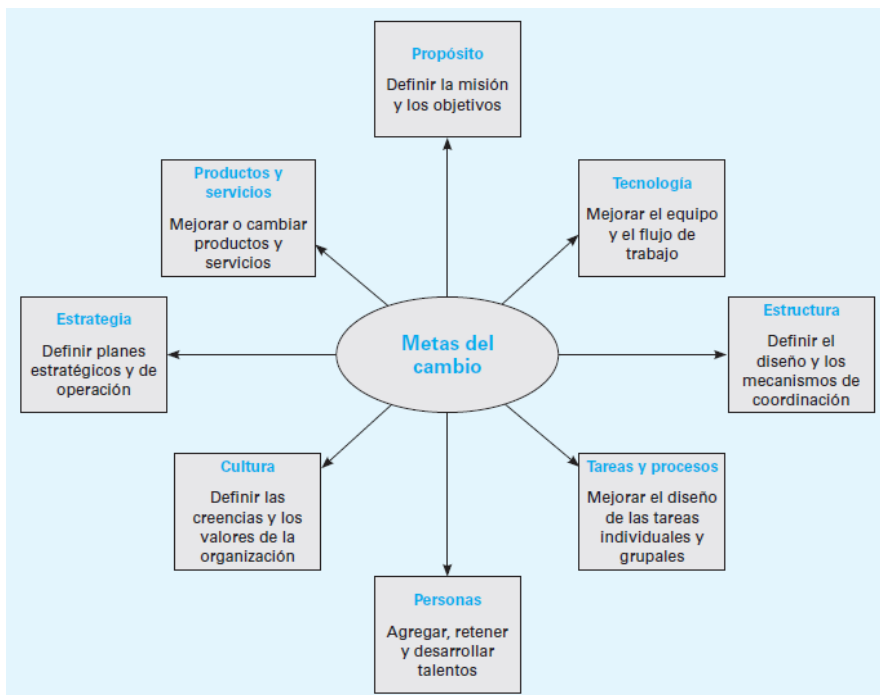 Propósito
Definir la misión
y los objetivos
Productos y
servicios
Mejorar o cambiar
productos y
servicios
Tecnología
Mejorar el equipo
y el flujo de
trabajo
Estrategia
Definir planes
estratégicos y de
operación
Metas del
cambio
Estructura
Definir el
diseño y los
mecanismos de
coordinación
Cultura
Definir las
creencias y los
valores de la
organización
Tareas y procesos
Mejorar el diseño
de las tareas
individuales y
grupales
Personas
Agregar, retener
y desarrollar
talentos